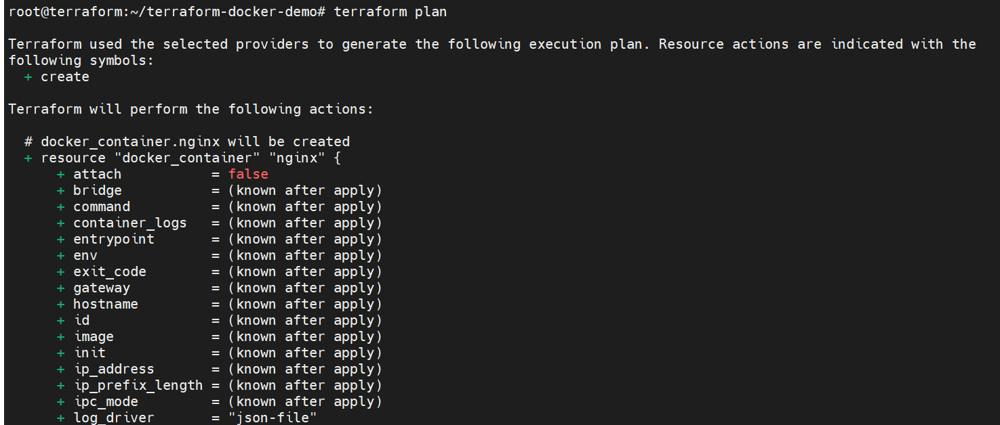 root@terraform:~/terraform-docker-demo# terraform plan
Terraform used the selected providers to generate the following execution plan. Resource actions are indicated with the
following symbols:
  + create
Terraform will perform the following actions:
  # docker_container.nginx will be created
  + resource "docker_container" "nginx" {
      + attach           = false
      + bridge           = (known after apply)
      + command          = (known after apply)
      + container_logs   = (known after apply)
      + entrypoint       = (known after apply)
      + env              = (known after apply)
      + exit_code        = (known after apply)
      + gateway          = (known after apply)
      + hostname         = (known after apply)
      + id               = (known after apply)
      + image            = (known after apply)
      + init             = (known after apply)
      + ip_address       = (known after apply)
      + ip_prefix_length = (known after apply)
      + ipc_mode         = (known after apply)
      + log_driver       = "json-file"